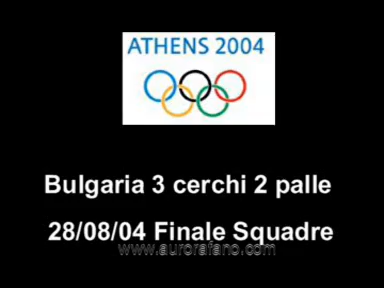 ATHENS 2004
Bulgaria 3 cerchi 2 palle
28/08/04 Finale Squadre
www.aurorafano.com